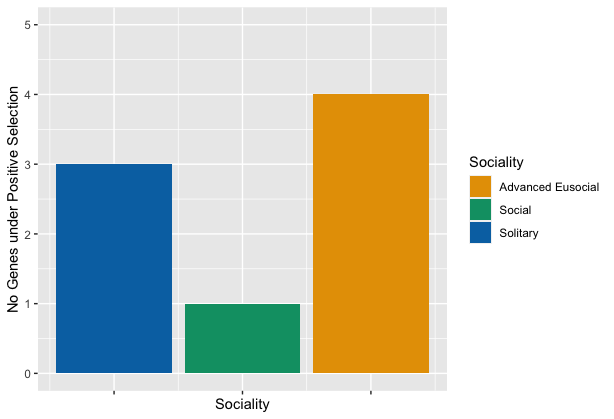 No Genes under Positive Selection
5
4
3
2
1
0
Sociality
Sociality
Advanced Eusocial
Social
Solitary